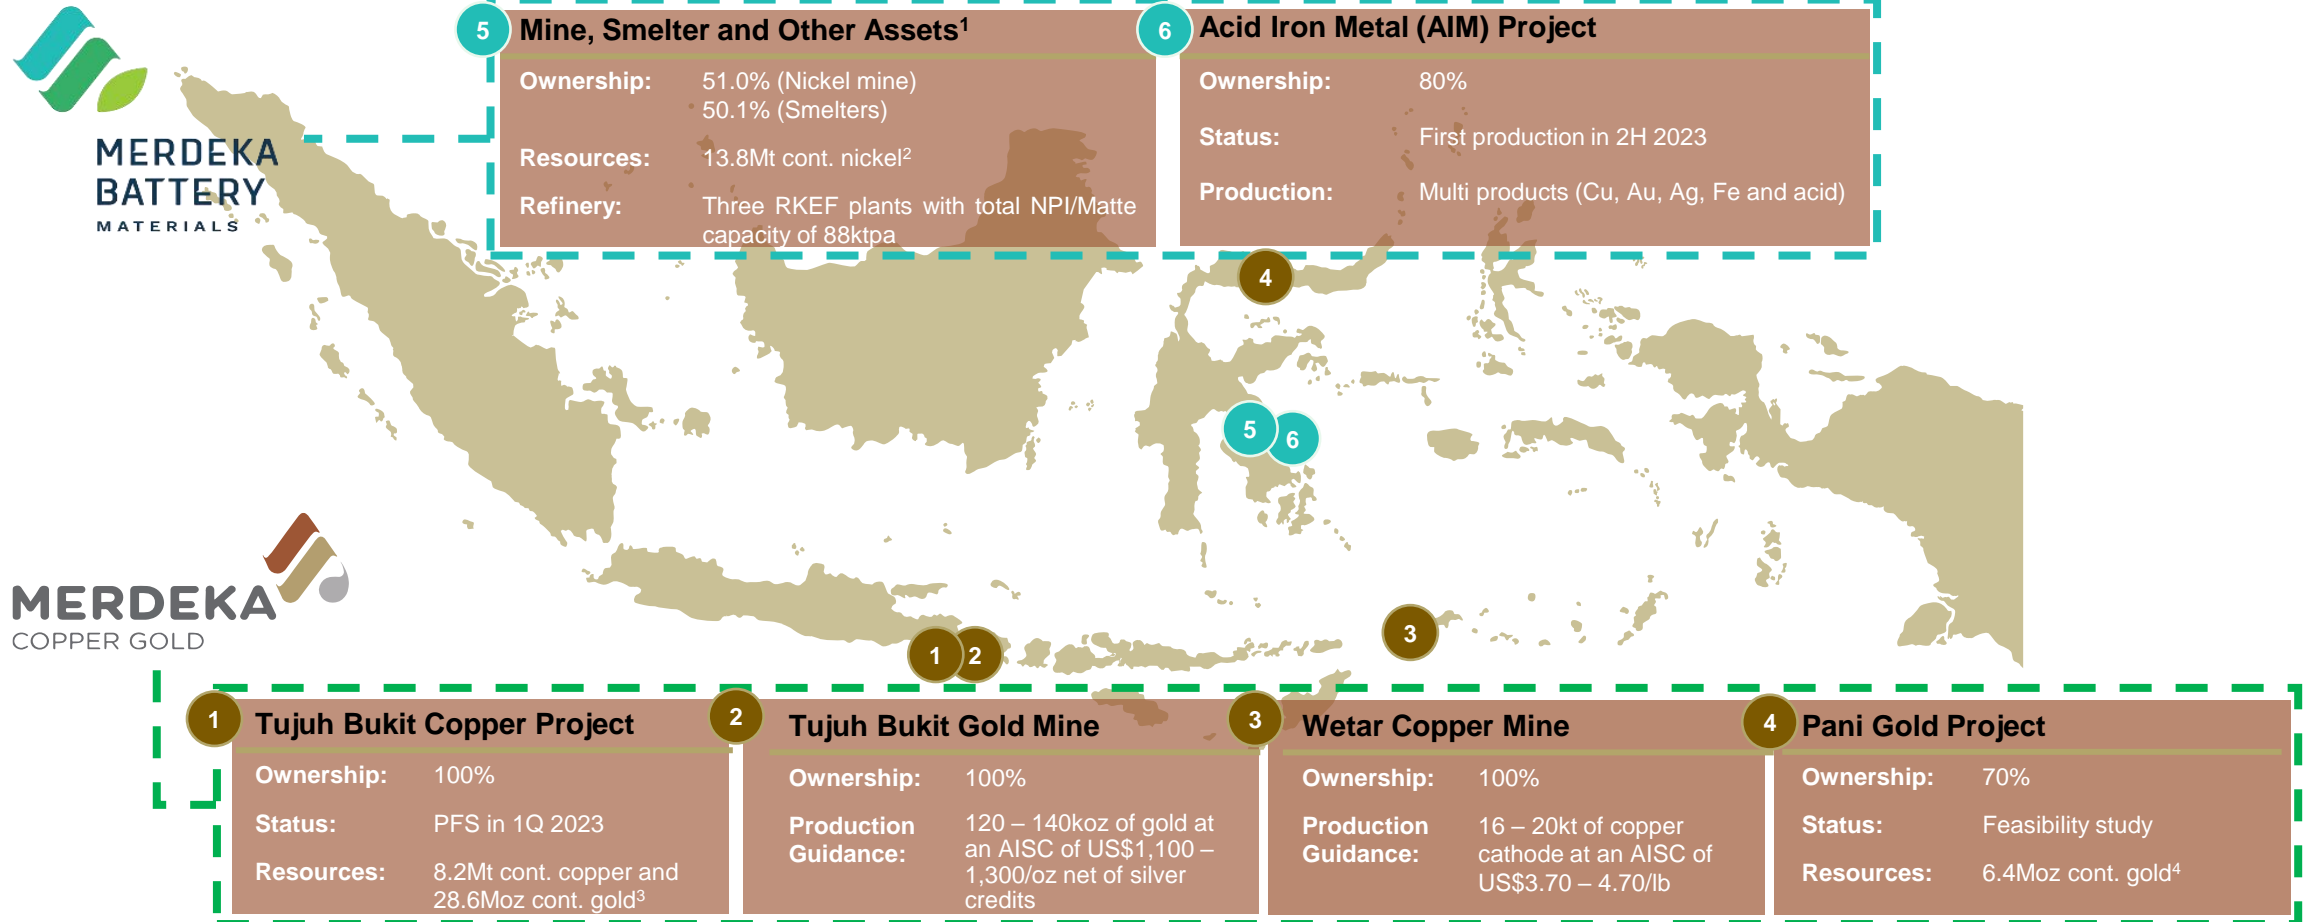 5
Mine, Smelter and Other Assets¹
Ownership: 51.0% (Nickel mine)
50.1% (Smelters)
Resources: 13.8Mt cont. nickel²
Refinery: Three RKEF plants with total NPI/Matte
capacity of 88ktpa
6
Acid Iron Metal (AIM) Project
Ownership: 80%
Status: First production in 2H 2023
Production: Multi products (Cu, Au, Ag, Fe and acid)
MERDEKA
BATTERY
MATERIALS
4
5
6
MERDEKA
COPPER GOLD
1
2
3
1
Tujuh Bukit Copper Project
Ownership: 100%
Status: PFS in 1Q 2023
Resources: 8.2Mt cont. copper and
28.6Moz cont. gold³
2
Tujuh Bukit Gold Mine
Ownership: 100%
Production
Guidance:
120 – 140koz of gold at
an AISC of US$1,100 –
1,300/oz net of silver
credits
3
Wetar Copper Mine
Ownership: 100%
Production
Guidance:
16 – 20kt of copper
cathode at an AISC of
US$3.70 – 4.70/lb
4
Pani Gold Project
Ownership: 70%
Status: Feasibility study
Resources: 6.4Moz cont. gold⁴